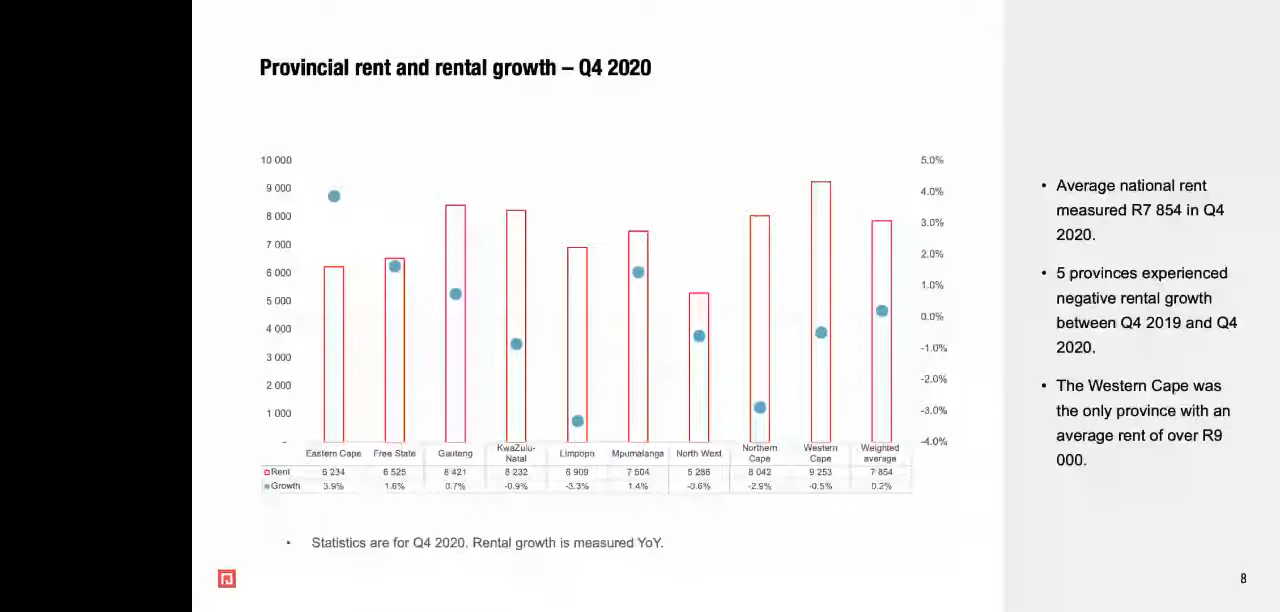 Provincial rent and rental growth – Q4 2020
10 000
9 000
8 000
7 000
6 000
5 000
4 000
3 000
2 000
1 000
-
5.0%
4.0%
3.0%
2.0%
1.0%
0.0%
-1.0%
-2.0%
-3.0%
-4.0%
Eastern Cape Free State Gauteng KwaZulu-Natal Limpopo Mpumalanga North West Northern Cape Western Cape Weighted average
Rent 6 234 6 525 8 421 8 232 6 909 7 504 5 286 8 042 9 253 7 854
Growth 3.9% 1.6% 0.7% -0.9% -3.3% 1.4% -0.6% -2.9% -0.5% 0.2%
• Statistics are for Q4 2020. Rental growth is measured YoY.
• Average national rent
measured R7 854 in Q4
2020.
• 5 provinces experienced
negative rental growth
between Q4 2019 and Q4
2020.
• The Western Cape was
the only province with an
average rent of over R9
000.
8